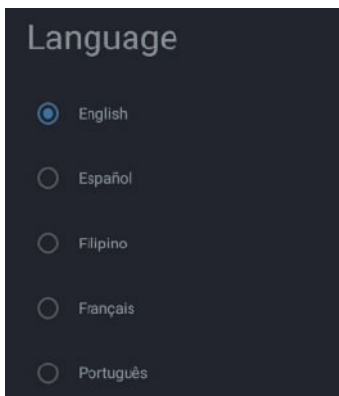 Language
English
Español
Filipino
Français
Português